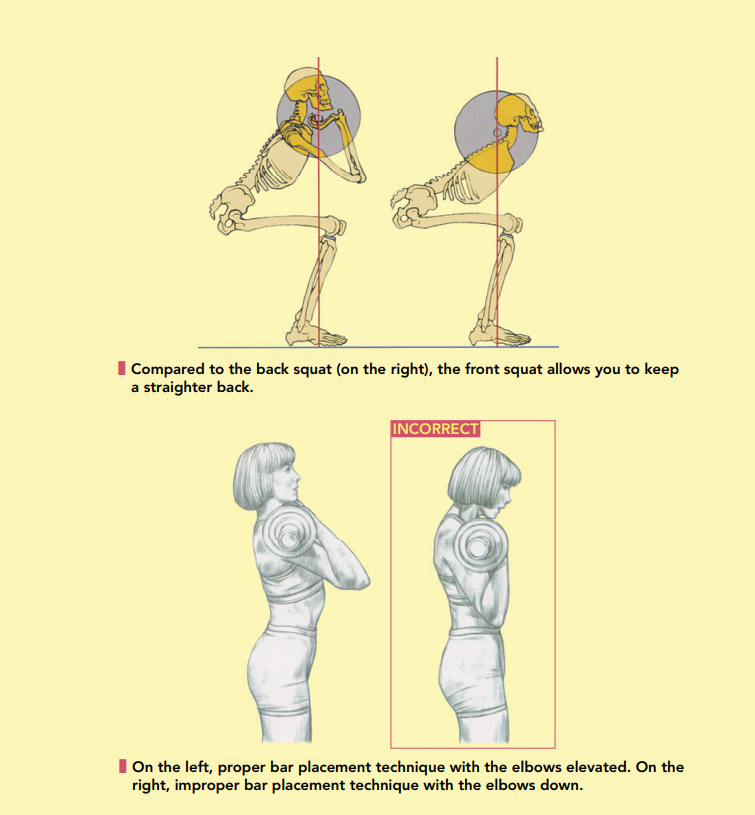 Compared to the back squat (on the right), the front squat allows you to keep
a straighter back.
INCORRECT
On the left, proper bar placement technique with the elbows elevated. On the
right, improper bar placement technique with the elbows down.